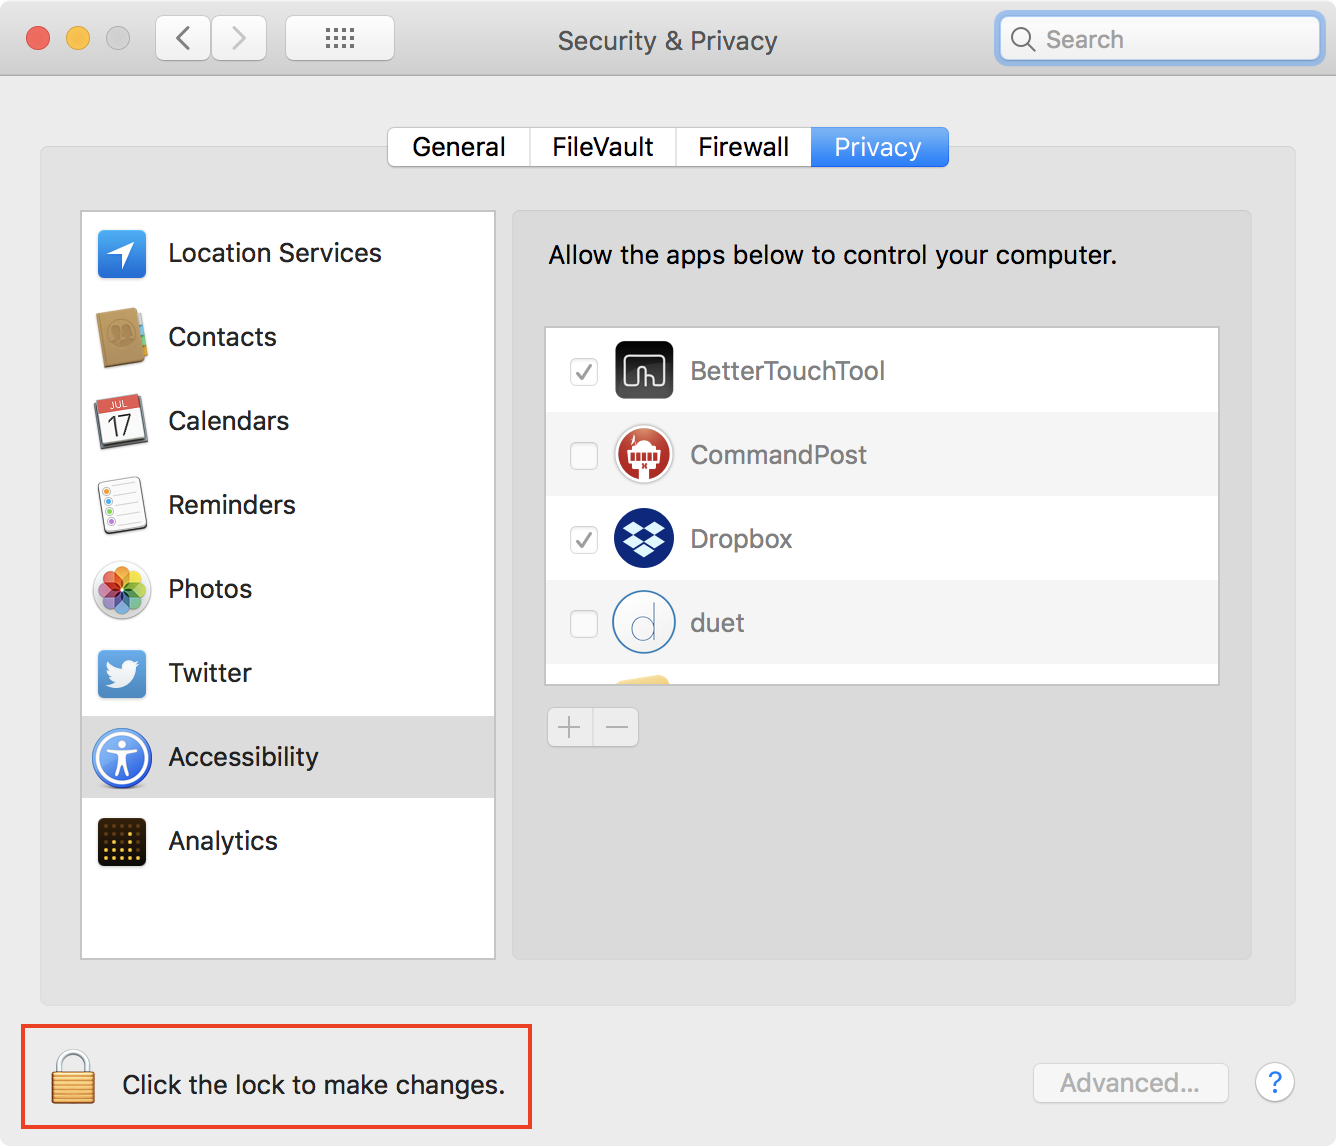 Security & Privacy
Search
General
FileVault
Firewall
Privacy
Location Services
Contacts
JUL
17
Calendars
Reminders
Photos
Twitter
Accessibility
Analytics
Allow the apps below to control your computer.
BetterTouchTool
CommandPost
Dropbox
d
duet
Click the lock to make changes.
Advanced...
?